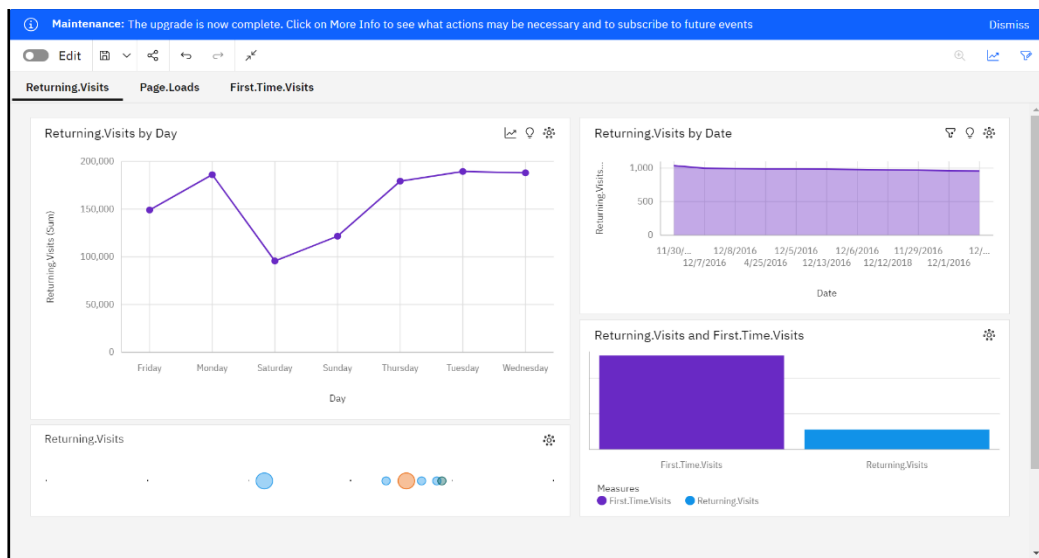 Maintenance: The upgrade is now complete. Click on More Info to see what actions may be necessary and to subscribe to future events
Dismiss
Edit
Returning.Visits Page.Loads First.Time.Visits
Returning.Visits by Day
200,000
150,000
100,000
50,000
0
Returning.Visits (Sum)
Friday Monday Saturday Sunday Thursday Tuesday Wednesday
Day
Returning.Visits by Date
1,000
500
0
Returning.Visits...
11/30/... 12/8/2016 12/5/2016 12/6/2016 11/29/2016 12/...
12/7/2016 4/25/2016 12/13/2016 12/12/2018 12/1/2016
Date
Returning.Visits and First.Time.Visits
First.Time.Visits Returning.Visits
Measures
First.Time.Visits Returning.Visits
Returning.Visits